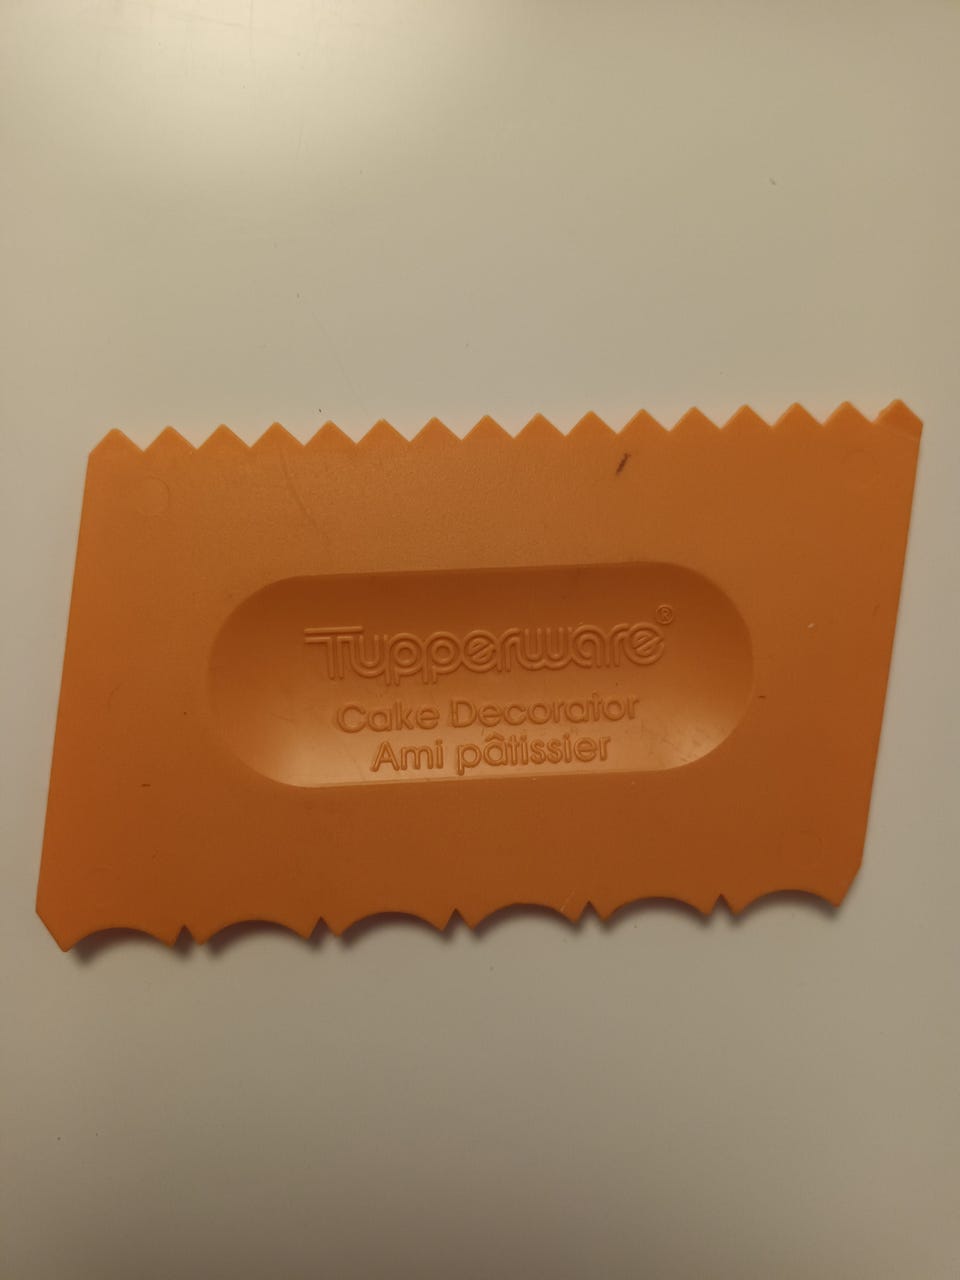 Tupperware®
Cake Decorator
Ami pâtissier